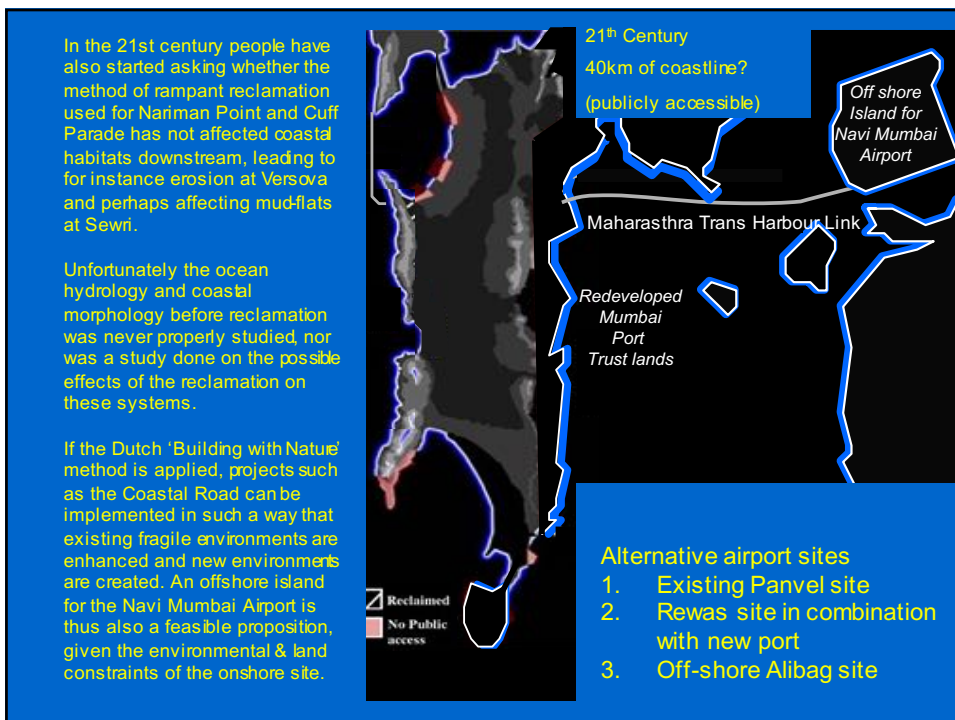 In the 21st century people have
also started asking whether the
method of rampant reclamation
used for Nariman Point and Cuff
Parade has not affected coastal
habitats downstream, leading to
for instance erosion at Versova
and perhaps affecting mud-flats
at Sewri.
Unfortunately the ocean
hydrology and coastal
morphology before reclamation
was never properly studied, nor
was a study done on the possible
effects of the reclamation on
these systems.
If the Dutch ‘Building with Nature’
method is applied, projects such
as the Coastal Road can be
implemented in such a way that
existing fragile environments are
enhanced and new environments
are created. An offshore island
for the Navi Mumbai Airport is
thus also a feasible proposition,
given the environmental & land
constraints of the onshore site.
21th Century
40km of coastline?
(publicly accessible)
Off shore
Island for
Navi Mumbai
Airport
Maharasthra Trans Harbour Link
Redeveloped
Mumbai
Port
Trust lands
Reclaimed
No Public
access
Alternative airport sites
1. Existing Panvel site
2. Rewas site in combination
with new port
3. Off-shore Alibag site